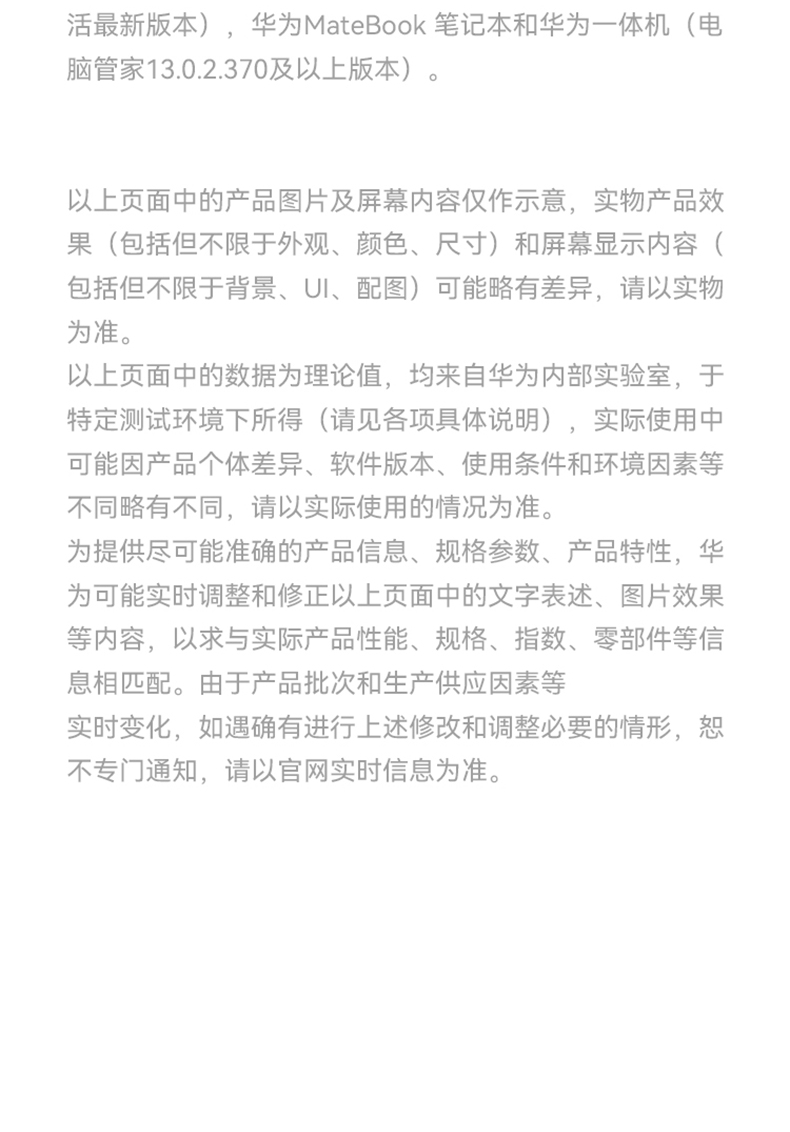 活最新版本），华为MateBook 笔记本和华为一体机（电
脑管家13.0.2.370及以上版本）。
以上页面中的产品图片及屏幕内容仅作示意，实物产品效
果（包括但不限于外观、颜色、尺寸）和屏幕显示内容（
包括但不限于背景、UI、配图）可能略有差异，请以实物
为准。
以上页面中的数据为理论值，均来自华为内部实验室，于
特定测试环境下所得（请见各项具体说明），实际使用中
可能因产品个体差异、软件版本、使用条件和环境因素等
不同略有不同，请以实际使用的情况为准。
为提供尽可能准确的产品信息、规格参数、产品特性，华
为可能实时调整和修正以上页面中的文字表述、图片效果
等内容，以求与实际产品性能、规格、指数、零部件等信
息相匹配。由于产品批次和生产供应因素等
实时变化，如遇确有进行上述修改和调整必要的情形，恕
不专门通知，请以官网实时信息为准。